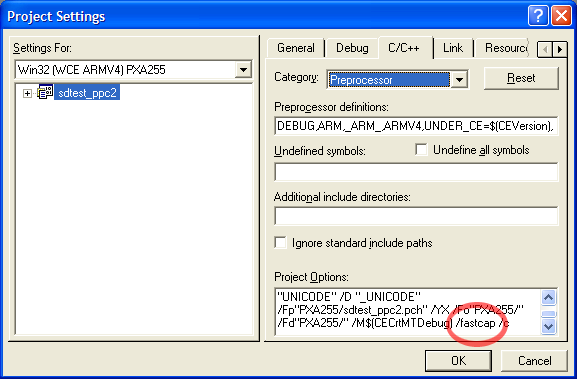 Project Settings
Settings For:
Win32 (WCE ARMV4) PXA255
sdtest_ppc2
General Debug C/C++ Link Resourc
Category: Preprocessor Reset
Preprocessor definitions:
DEBUG,ARM,_ARM_,ARMV4,UNDER_CE=$(CEVersion),
Undefined symbols: Undefine all symbols
Additional include directories:
Ignore standard include paths
Project Options:
"UNICODE" /D "_UNICODE"
/Fp"PXA255/sdtest_ppc2.pch" /YX /Fo"PXA255/"
/Fd"PXA255/" /M$(CECrtMTDebug) /fastcap /c
OK Cancel